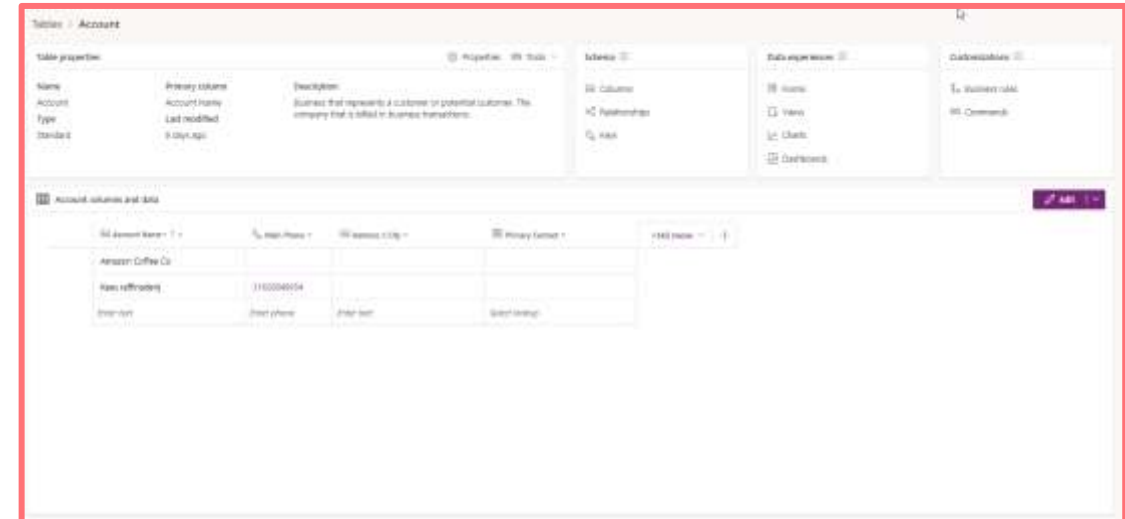 Tables > Account
Table properties
Properties
Tools
Schema
Data experiences
Customizations
Name
Primary column
Description
Account
Account Name
Business that represents a customer or potential customer. The
company that is billed in business transactions.
Type
Last modified
Standard
6 days ago
Columns
Relationships
Keys
Forms
Views
Charts
Dashboards
Business rules
Commands
Account columns and data
Edit
Account Name
Main Phone
Address 1: City
Primary Contact
more
Amazon Coffee Co
Enter text
Enter phone
Enter text
Select lookup